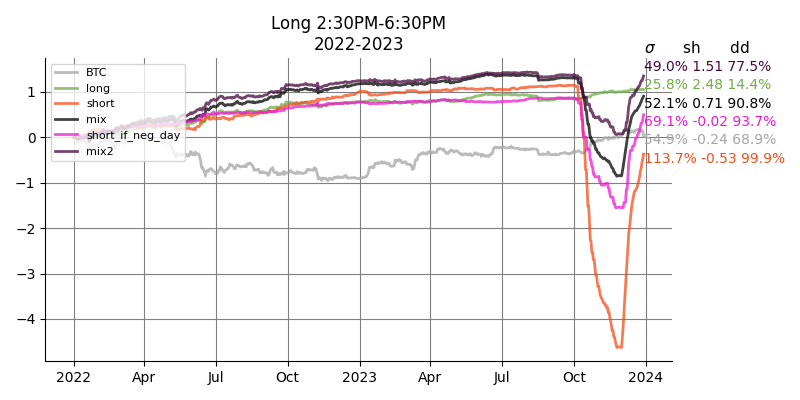 Long 2:30PM-6:30PM
2022-2023
σ sh dd
49.0% 1.51 77.5%
25.8% 2.48 14.4%
52.1% 0.71 90.8%
69.1% -0.02 93.7%
54.9% -0.24 68.9%
113.7% -0.53 99.9%
BTC
long
short
mix
short_if_neg_day
mix2
1
0
−1
−2
−3
−4
2022 Apr Jul Oct 2023 Apr Jul Oct 2024